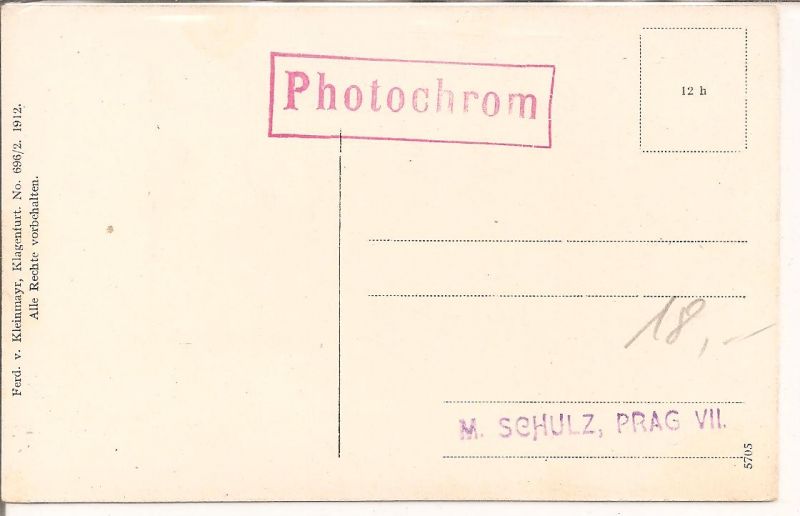 Ferd. v. Kleinmayr, Klagenfurt. No. 696/2. 1912.
Alle Rechte vorbehalten.
Photochrom
12 h
18,–
M. SCHULZ, PRAG VII.
5705